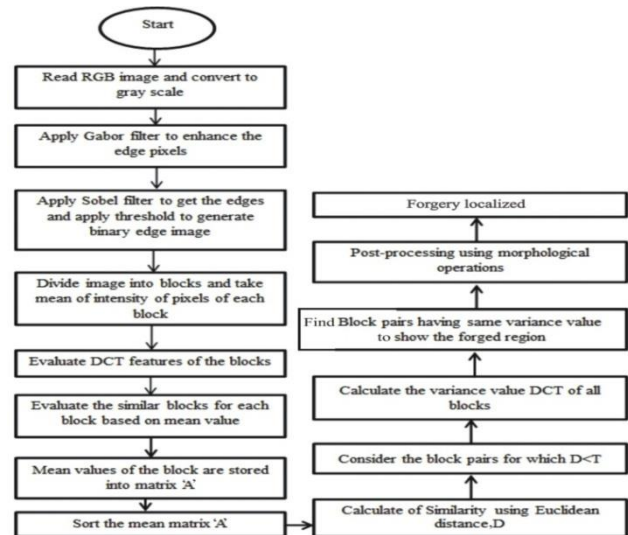 Start
Read RGB image and convert to
gray scale
Apply Gabor filter to enhance the
edge pixels
Apply Sobel filter to get the edges
and apply threshold to generate
binary edge image
Divide image into blocks and take
mean of intensity of pixels of each
block
Evaluate DCT features of the blocks
Evaluate the similar blocks for each
block based on mean value
Mean values of the block are stored
into matrix 'A'
Sort the mean matrix 'A'
Calculate of Similarity using Euclidean
distance,D
Consider the block pairs for which D<T
Calculate the variance value DCT of all
blocks
Find Block pairs having same variance value
to show the forged region
Post-processing using morphological
operations
Forgery localized